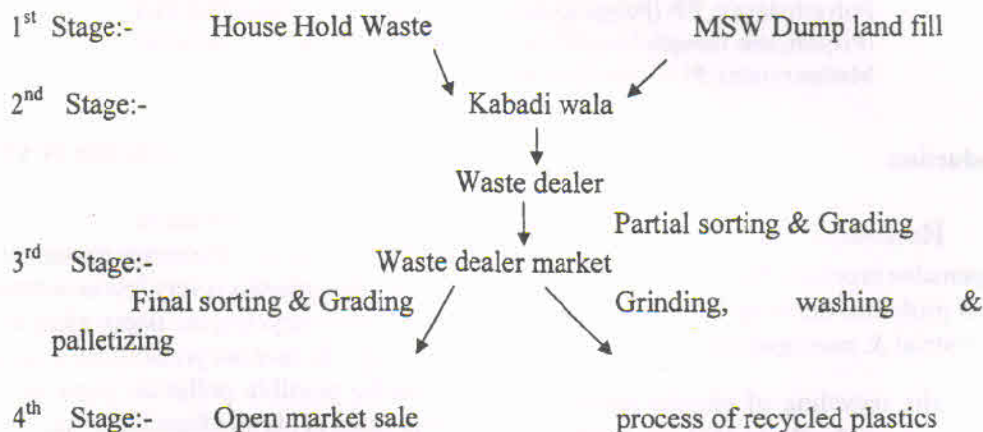 1st Stage:- House Hold Waste MSW Dump land fill
2nd Stage:- Kabadi wala
Waste dealer
Partial sorting & Grading
3rd Stage:- Waste dealer market
Final sorting & Grading Grinding, washing &
palletizing
4th Stage:- Open market sale process of recycled plastics